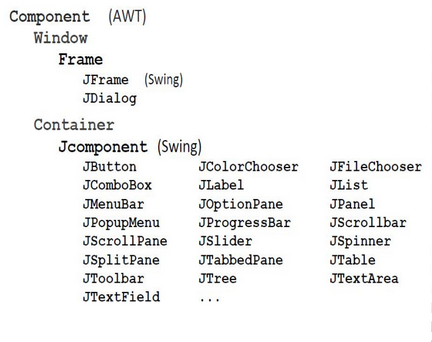 Component (AWT)
Window
Frame
JFrame (Swing)
JDialog
Container
Jcomponent (Swing)
JButton JColorChooser JFileChooser
JComboBox JLabel JList
JMenuBar JOptionPane JPanel
JPopupMenu JProgressBar JScrollbar
JScrollPane JSlider JSpinner
JSplitPane JTabbedPane JTable
JToolbar JTree JTextArea
JTextField ...